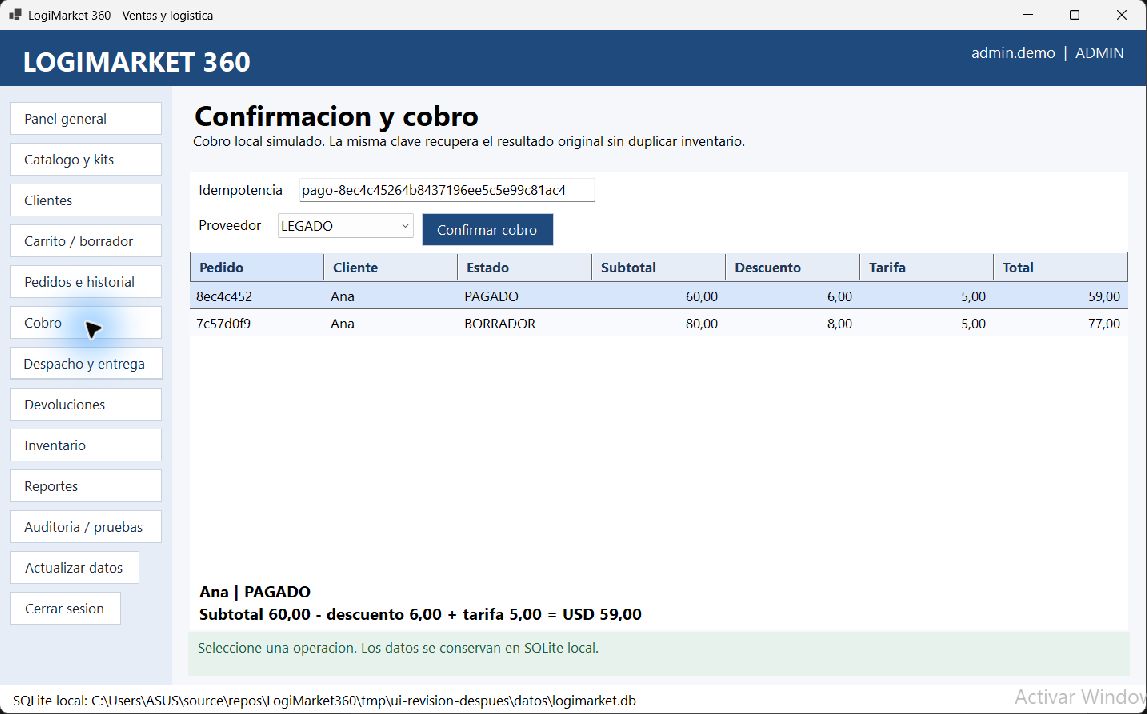 LogiMarket 360 - Ventas y logistica
LOGIMARKET 360
admin.demo | ADMIN
Panel general
Catalogo y kits
Clientes
Carrito / borrador
Pedidos e historial
Cobro
Despacho y entrega
Devoluciones
Inventario
Reportes
Auditoria / pruebas
Actualizar datos
Cerrar sesion
Confirmacion y cobro
Cobro local simulado. La misma clave recupera el resultado original sin duplicar inventario.
Idempotencia pago-8ec4c45264b8437196ee5c5e99c81ac4
Proveedor LEGADO Confirmar cobro
Pedido Cliente Estado Subtotal Descuento Tarifa Total
8ec4c452 Ana PAGADO 60,00 6,00 5,00 59,00
7c57d0f9 Ana BORRADOR 80,00 8,00 5,00 77,00
Ana | PAGADO
Subtotal 60,00 - descuento 6,00 + tarifa 5,00 = USD 59,00
Seleccione una operacion. Los datos se conservan en SQLite local.
SQLite local: C:\Users\ASUS\source\repos\LogiMarket360\tmp\ui-revision-despues\datos\logimarket.db
Activar Window